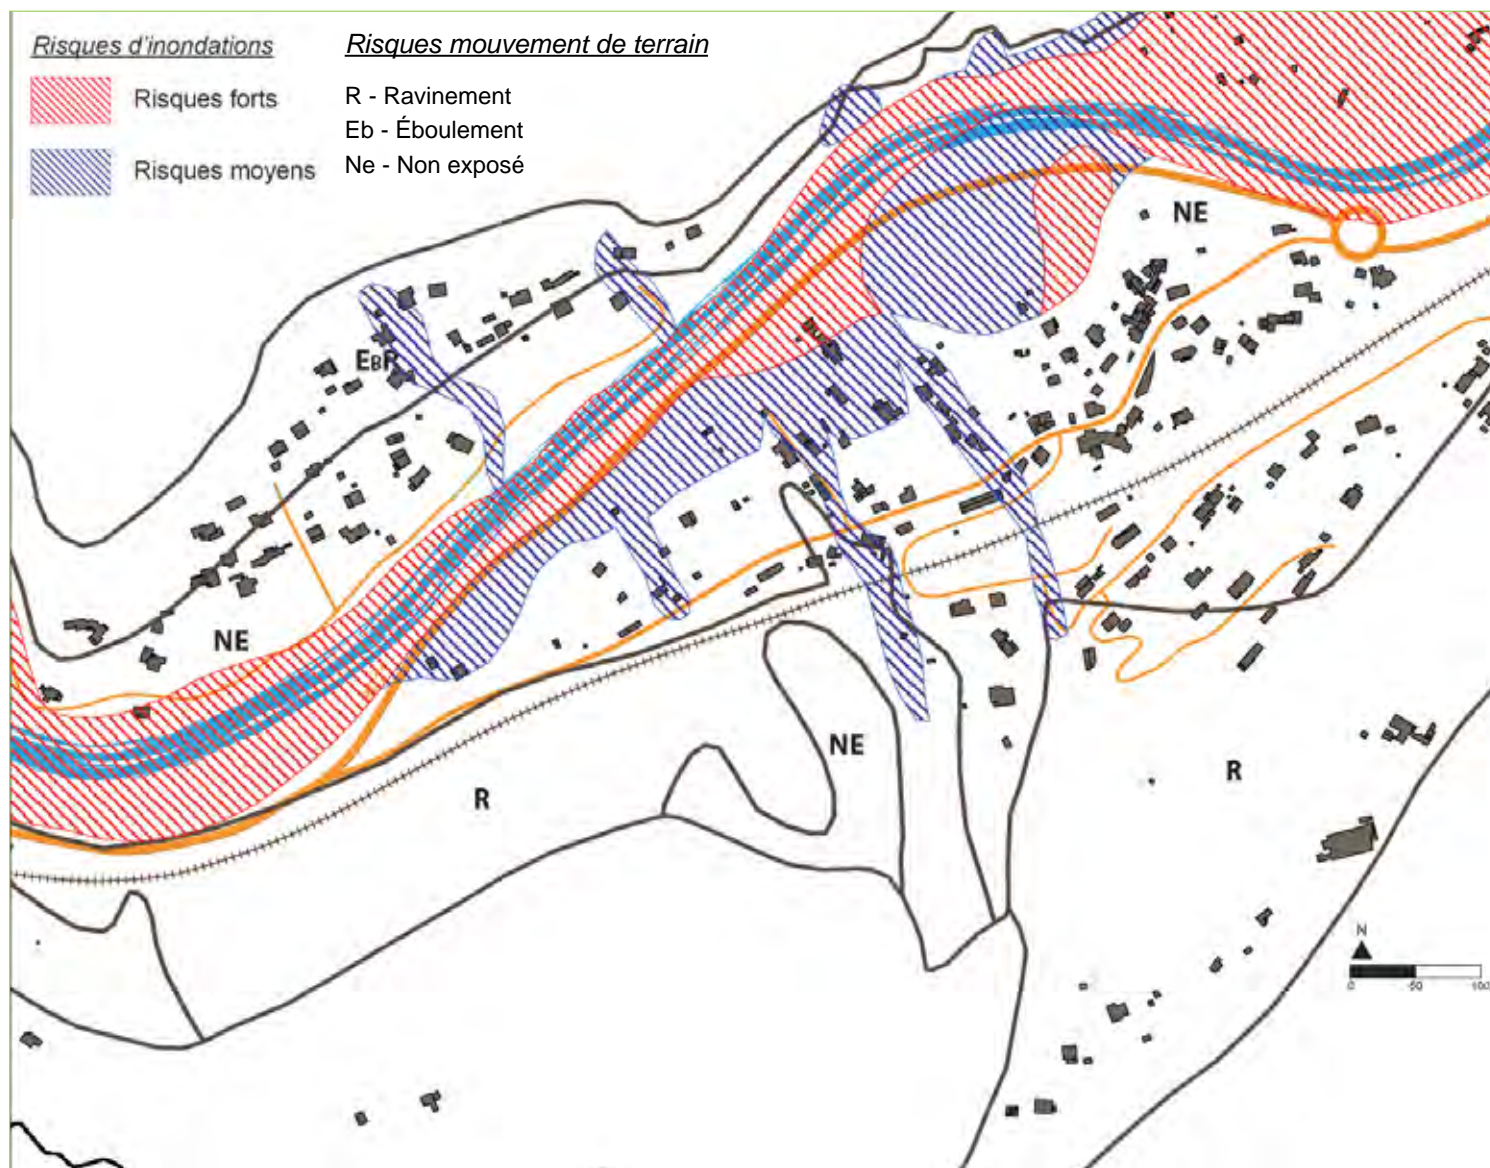 Risques d'inondations
Risques forts
Risques moyens
Risques mouvement de terrain
R - Ravinement
Eb - Éboulement
Ne - Non exposé
NE
EBR
NE
NE
R
R
N
0 50 100